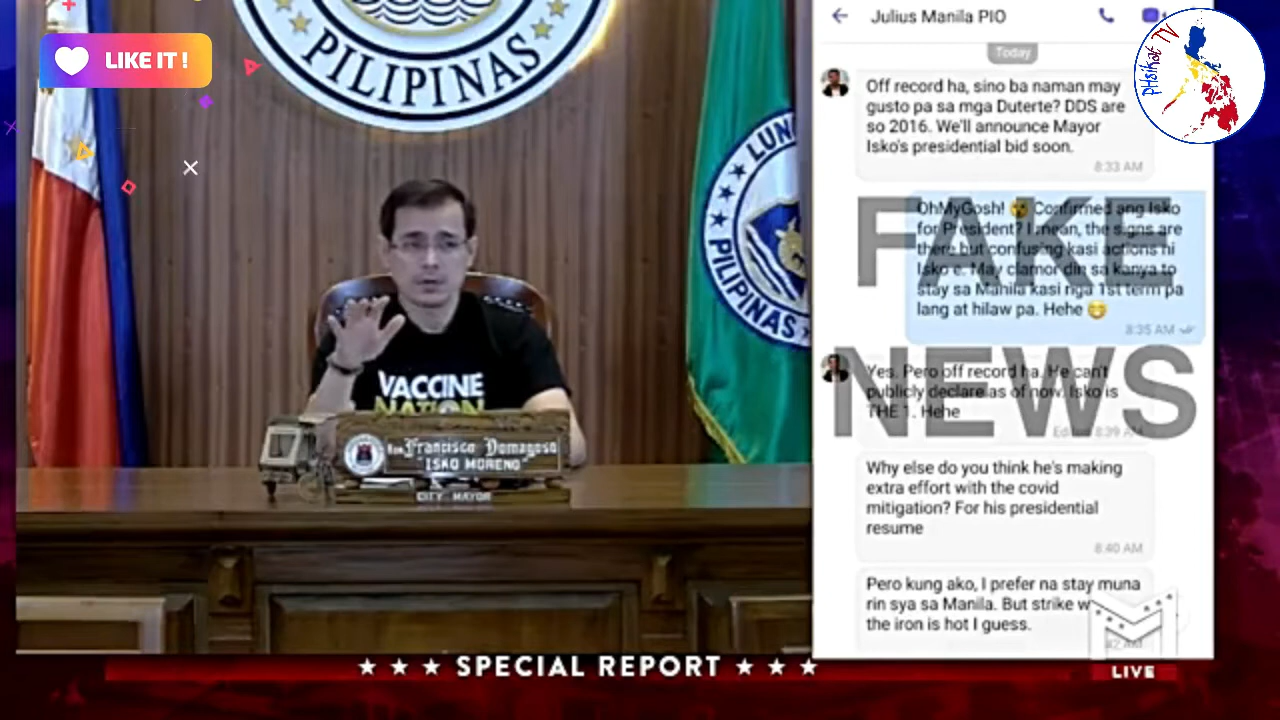 LIKE IT !
PILIPINAS
LUN
PILIPINAS
VACCINE
NATION
Hon. Francisco Domagoso
"ISKO MORENO"
CITY MAYOR
★ ★ ★ SPECIAL REPORT ★ ★ ★
PHsikat TV
Julius Manila PIO
Today
Off record ha, sino ba naman may
gusto pa sa mga Duterte? DDS are
so 2016. We'll announce Mayor
Isko's presidential bid soon.
8:33 AM
OhMyGosh! 😮 Confirmed ang Isko
for President? I mean, the signs are
there but confusing kasi actions ni
Isko e. May clamor din sa kanya to
stay sa Manila kasi nga 1st term pa
lang at hilaw pa. Hehe 😁
8:35 AM
FAKE
NEWS
Yes. Pero off record ha. He can't
publicly declare as of now. Isko is
THE 1. Hehe
8:39 AM
Why else do you think he's making
extra effort with the covid
mitigation? For his presidential
resume
8:40 AM
Pero kung ako, I prefer na stay muna
rin sya sa Manila. But strike w
the iron is hot I guess.
LIVE